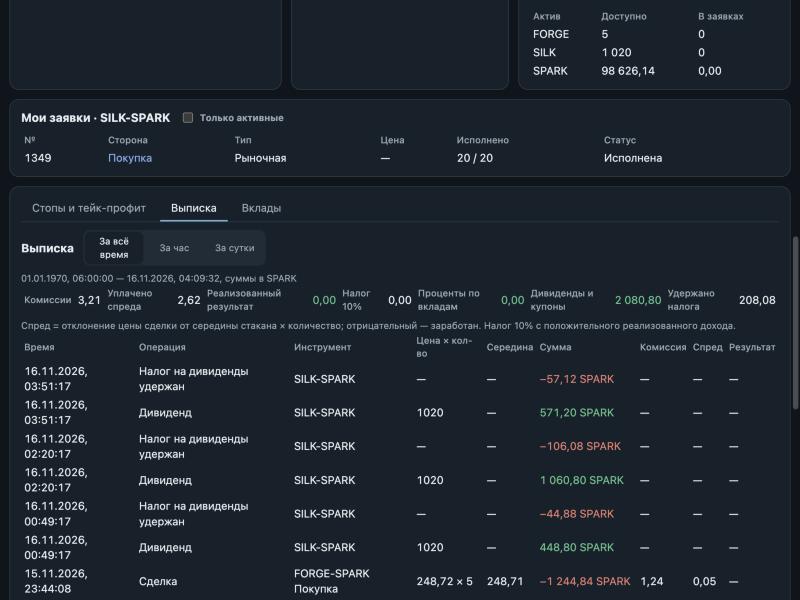 Актив Доступно В заявках
FORGE 5 0
SILK 1 020 0
SPARK 98 626,14 0,00
Мои заявки · SILK-SPARK Только активные
№ Сторона Тип Цена Исполнено Статус
1349 Покупка Рыночная — 20 / 20 Исполнена
Стопы и тейк-профит Выписка Вклады
Выписка За всё время За час За сутки
01.01.1970, 06:00:00 — 16.11.2026, 04:09:32, суммы в SPARK
Комиссии 3,21 Уплачено спреда 2,62 Реализованный результат 0,00 Налог 10% 0,00 Проценты по вкладам 0,00 Дивиденды и купоны 2 080,80 Удержано налога 208,08
Спред = отклонение цены сделки от середины стакана × количество; отрицательный — заработан. Налог 10% с положительного реализованного дохода.
Время Операция Инструмент Цена × кол-во Середина Сумма Комиссия Спред Результат
16.11.2026, 03:51:17 Налог на дивиденды удержан SILK-SPARK — — −57,12 SPARK — — —
16.11.2026, 03:51:17 Дивиденд SILK-SPARK 1020 — 571,20 SPARK — — —
16.11.2026, 02:20:17 Налог на дивиденды удержан SILK-SPARK — — −106,08 SPARK — — —
16.11.2026, 02:20:17 Дивиденд SILK-SPARK 1020 — 1 060,80 SPARK — — —
16.11.2026, 00:49:17 Налог на дивиденды удержан SILK-SPARK — — −44,88 SPARK — — —
16.11.2026, 00:49:17 Дивиденд SILK-SPARK 1020 — 448,80 SPARK — — —
15.11.2026, 23:44:08 Сделка FORGE-SPARK Покупка 248,72 × 5 248,71 −1 244,84 SPARK 1,24 0,05 —